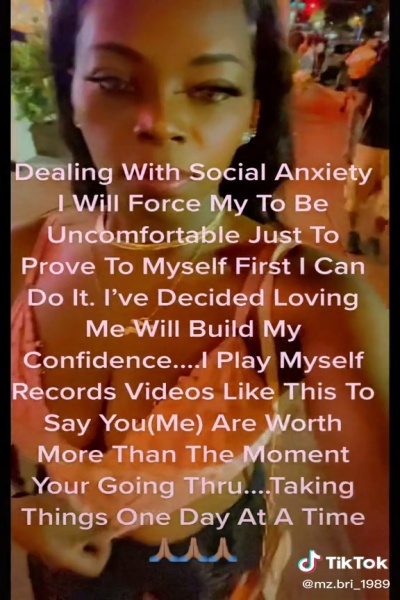 Dealing With Social Anxiety
I Will Force My To Be
Uncomfortable Just To
Prove To Myself First I Can
Do It. I've Decided Loving
Me Will Build My
Confidence....I Play Myself
Records Videos Like This To
Say You(Me) Are Worth
More Than The Moment
Your Going Thru....Taking
Things One Day At A Time
🙏🏾🙏🏾🙏🏾
TikTok
@mz.bri_1989